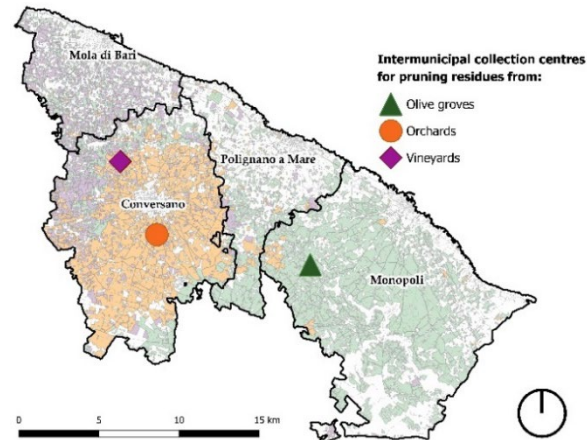 Mola di Bari
Intermunicipal collection centres
for pruning residues from:
Olive groves
Orchards
Vineyards
Polignano a Mare
Conversano
Monopoli
0 5 10 15 km